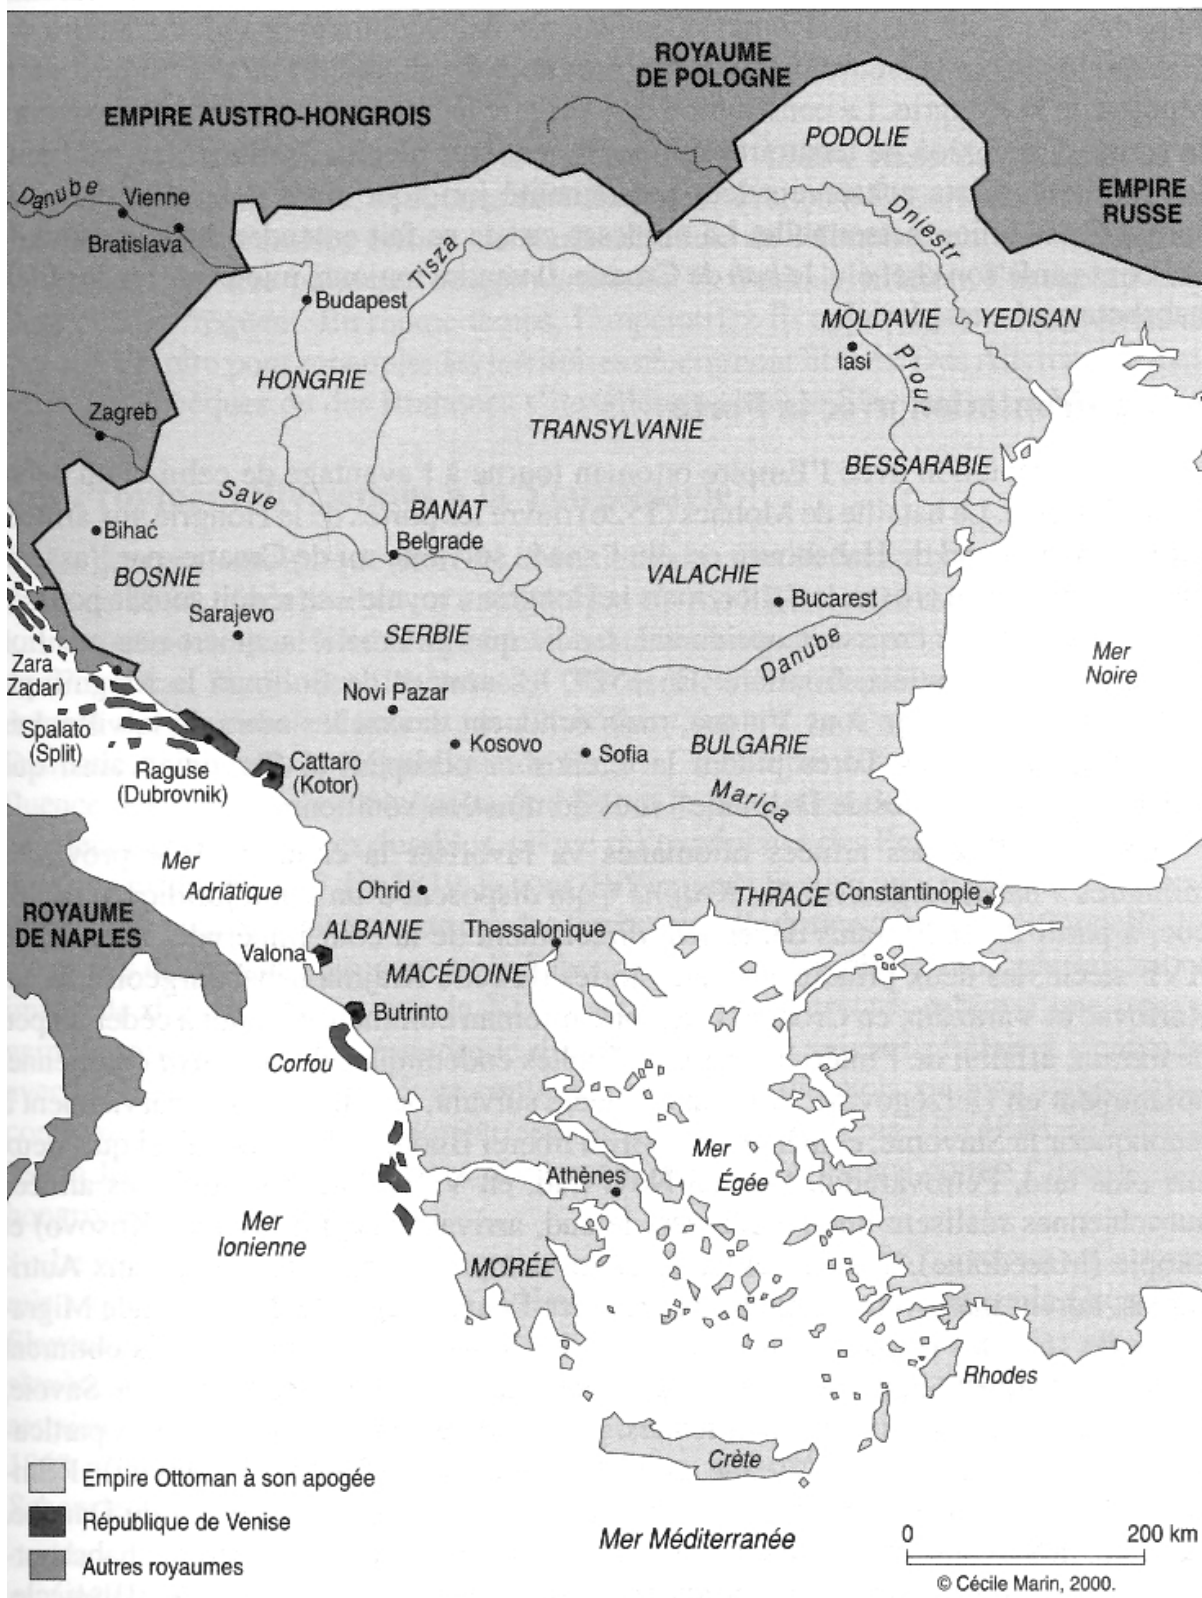 ROYAUME
DE POLOGNE
EMPIRE AUSTRO-HONGROIS
PODOLIE
EMPIRE
RUSSE
Danube
Vienne
Bratislava
Dniestr
Tisza
Budapest
MOLDAVIE
YEDISAN
Iasi
Prout
HONGRIE
Zagreb
TRANSYLVANIE
BESSARABIE
Save
BANAT
Bihać
Belgrade
BOSNIE
VALACHIE
Bucarest
Sarajevo
SERBIE
Danube
Mer
Noire
Zara
Zadar)
Novi Pazar
Spalato
(Split)
Kosovo
Sofia
BULGARIE
Raguse
(Dubrovnik)
Cattaro
(Kotor)
Marica
Mer
Adriatique
Ohrid
THRACE
Constantinople
ROYAUME
DE NAPLES
ALBANIE
Thessalonique
Valona
MACÉDOINE
Butrinto
Corfou
Mer
Égée
Athènes
Mer
Ionienne
MORÉE
Rhodes
Crète
Empire Ottoman à son apogée
République de Venise
Autres royaumes
Mer Méditerranée
0 200 km
© Cécile Marin, 2000.